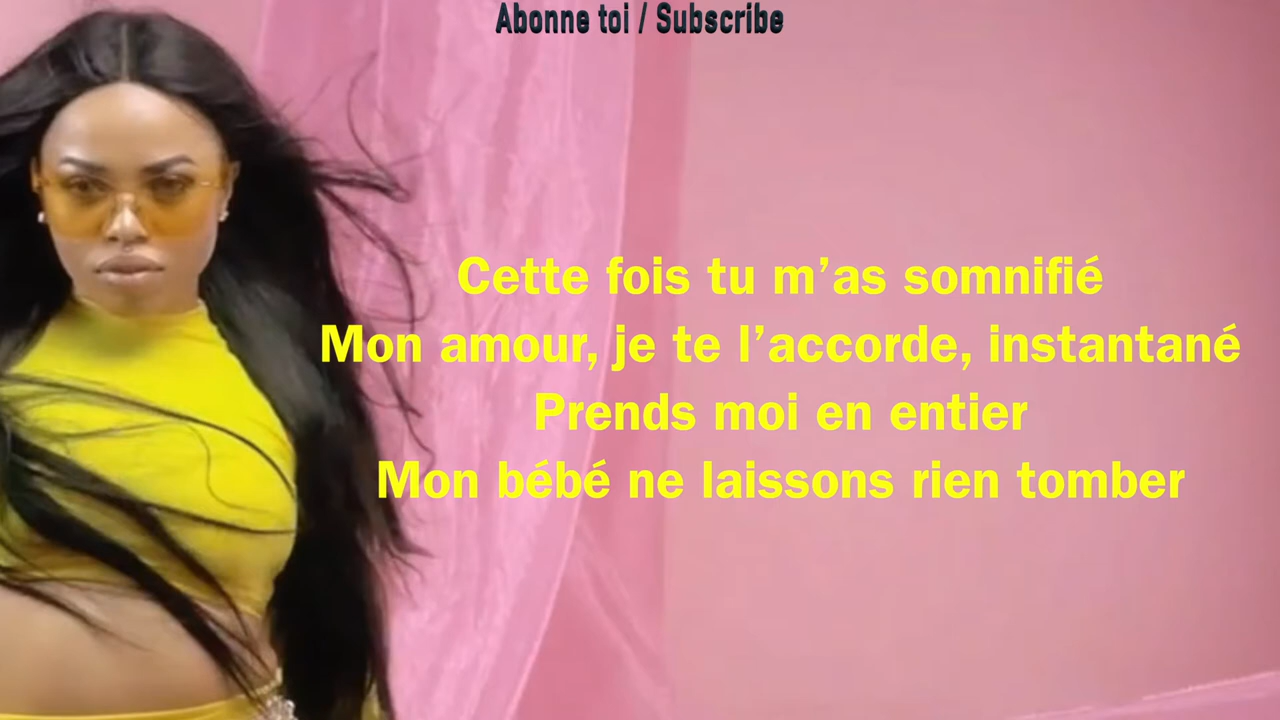 Abonne toi / Subscribe
Cette fois tu m’as somnifié
Mon amour, je te l’accorde, instantané
Prends moi en entier
Mon bébé ne laissons rien tomber